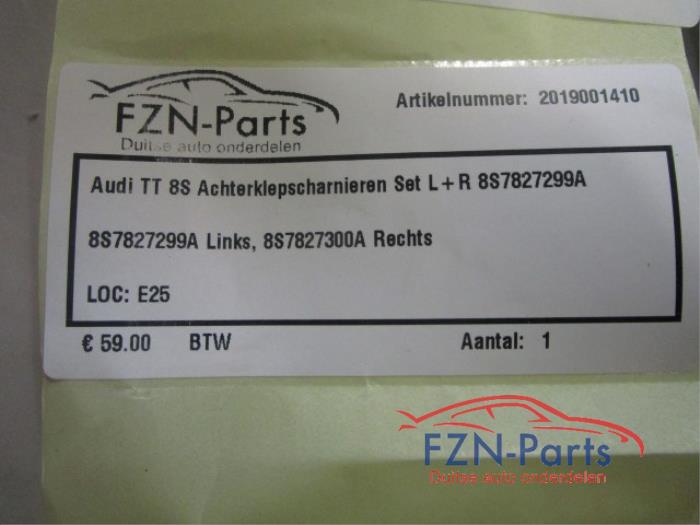 FZN-Parts
Duitse auto onderdelen
Artikelnummer: 2019001410
Audi TT 8S Achterklepscharnieren Set L+R 8S7827299A
8S7827299A Links, 8S7827300A Rechts
LOC: E25
€ 59.00 BTW Aantal: 1
FZN-Parts
Duitse auto onderdelen